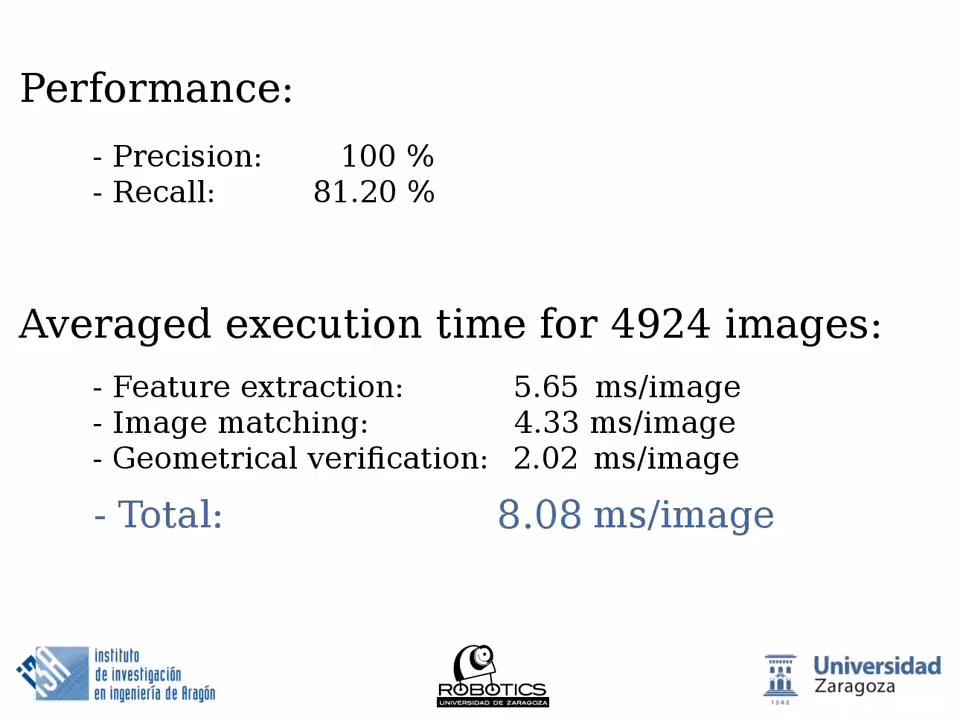 Performance:
- Precision: 100 %
- Recall: 81.20 %
Averaged execution time for 4924 images:
- Feature extraction: 5.65 ms/image
- Image matching: 4.33 ms/image
- Geometrical verification: 2.02 ms/image
- Total: 8.08 ms/image
I3A
instituto
de investigación
en ingeniería de Aragón
ROBOTICS
UNIVERSIDAD DE ZARAGOZA
1542
Universidad
Zaragoza